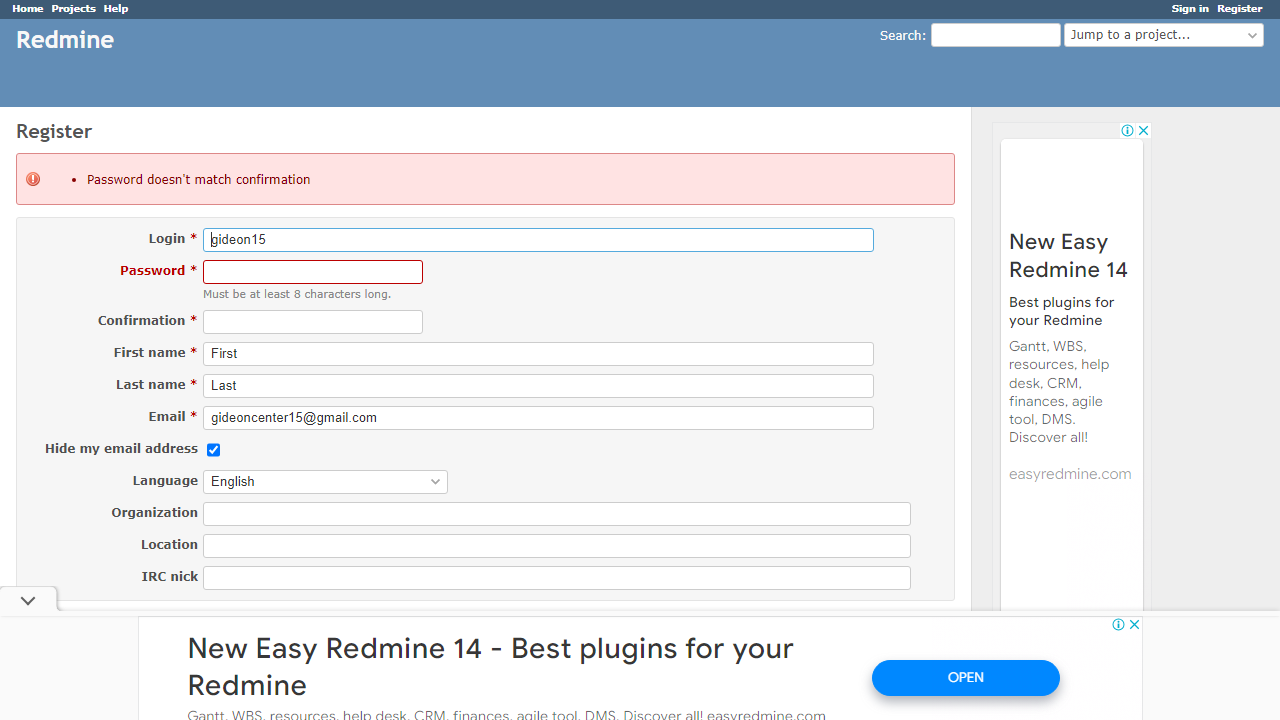 Home Projects Help Sign in Register
Redmine
Search: Jump to a project...
Register
Password doesn't match confirmation
Login * gideon15
Password *
Must be at least 8 characters long.
Confirmation *
First name * First
Last name * Last
Email * gideoncenter15@gmail.com
Hide my email address
Language English
Organization
Location
IRC nick
New Easy
Redmine 14
Best plugins for
your Redmine
Gantt, WBS,
resources, help
desk, CRM,
finances, agile
tool, DMS.
Discover all!
easyredmine.com
New Easy Redmine 14 - Best plugins for your
Redmine
Gantt, WBS, resources, help desk, CRM, finances, agile tool, DMS. Discover all! easyredmine.com
OPEN